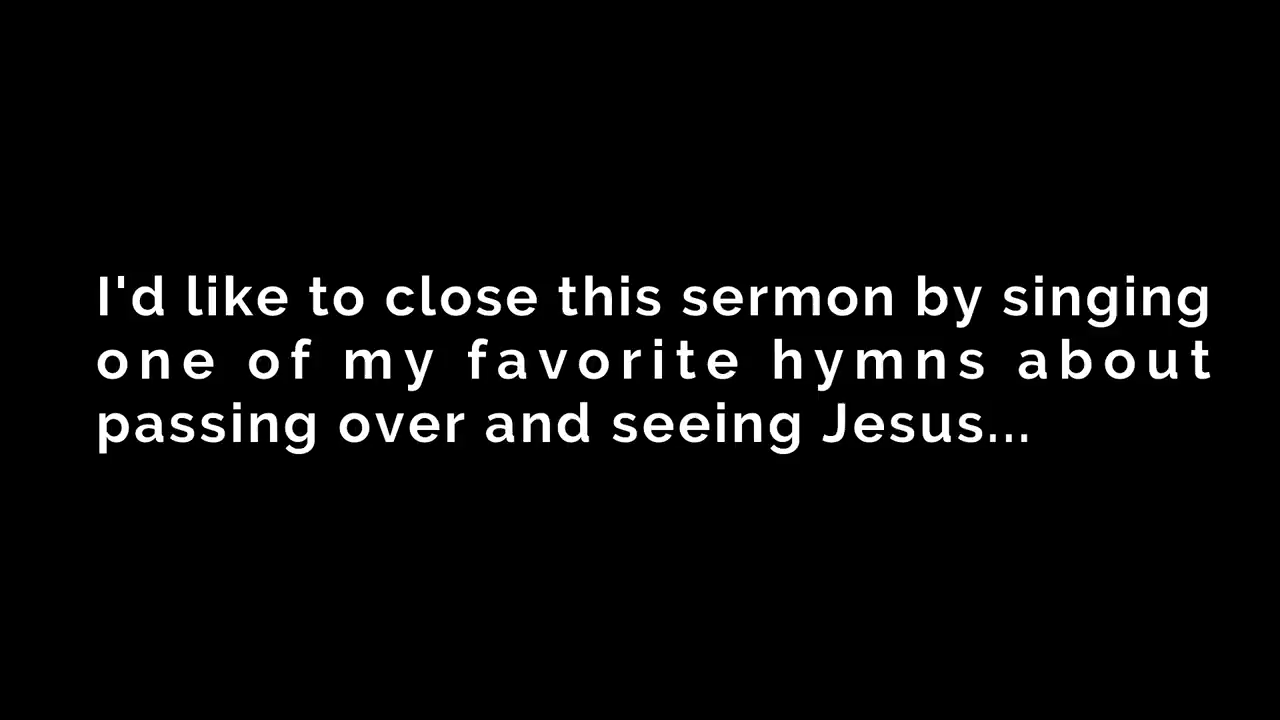 I'd like to close this sermon by singing
one of my favorite hymns about
passing over and seeing Jesus...